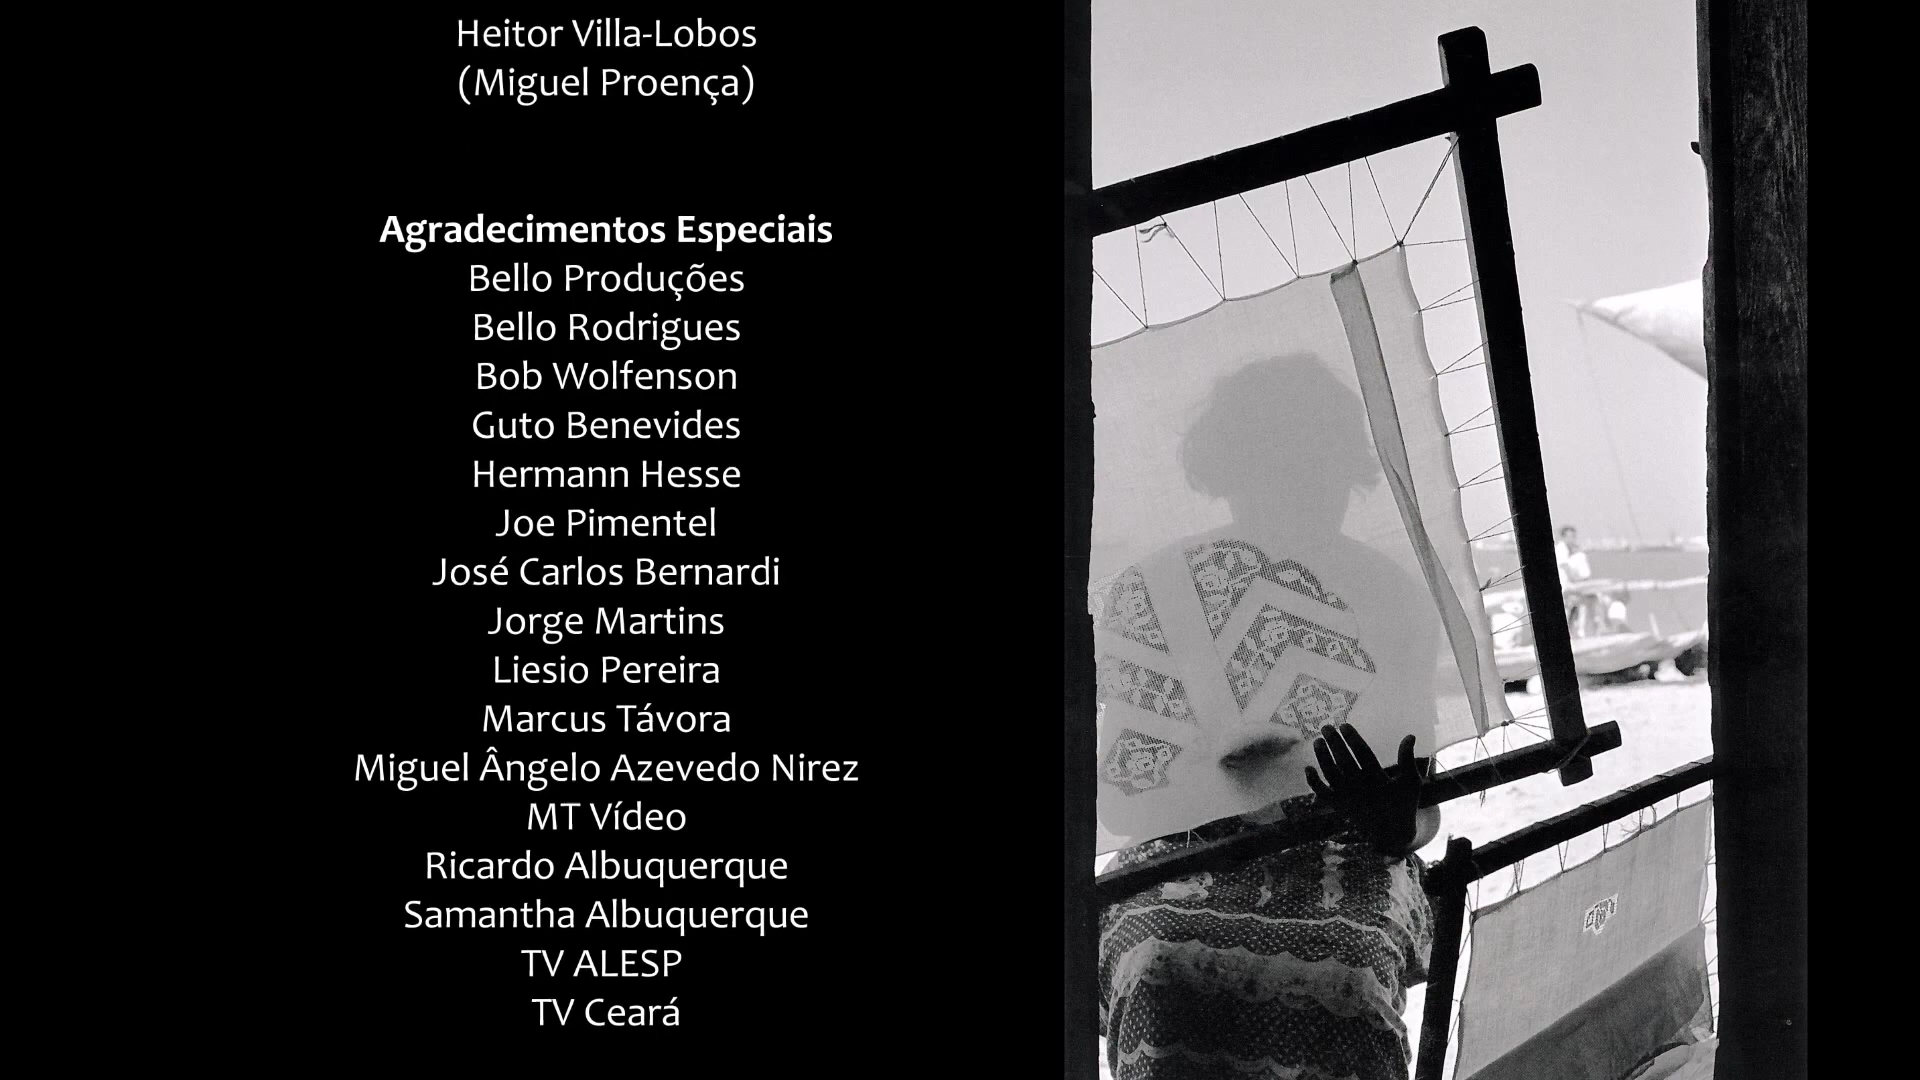 Heitor Villa-Lobos
(Miguel Proença)
Agradecimentos Especiais
Bello Produções
Bello Rodrigues
Bob Wolfenson
Guto Benevides
Hermann Hesse
Joe Pimentel
José Carlos Bernardi
Jorge Martins
Liesio Pereira
Marcus Távora
Miguel Ângelo Azevedo Nirez
MT Vídeo
Ricardo Albuquerque
Samantha Albuquerque
TV ALESP
TV Ceará